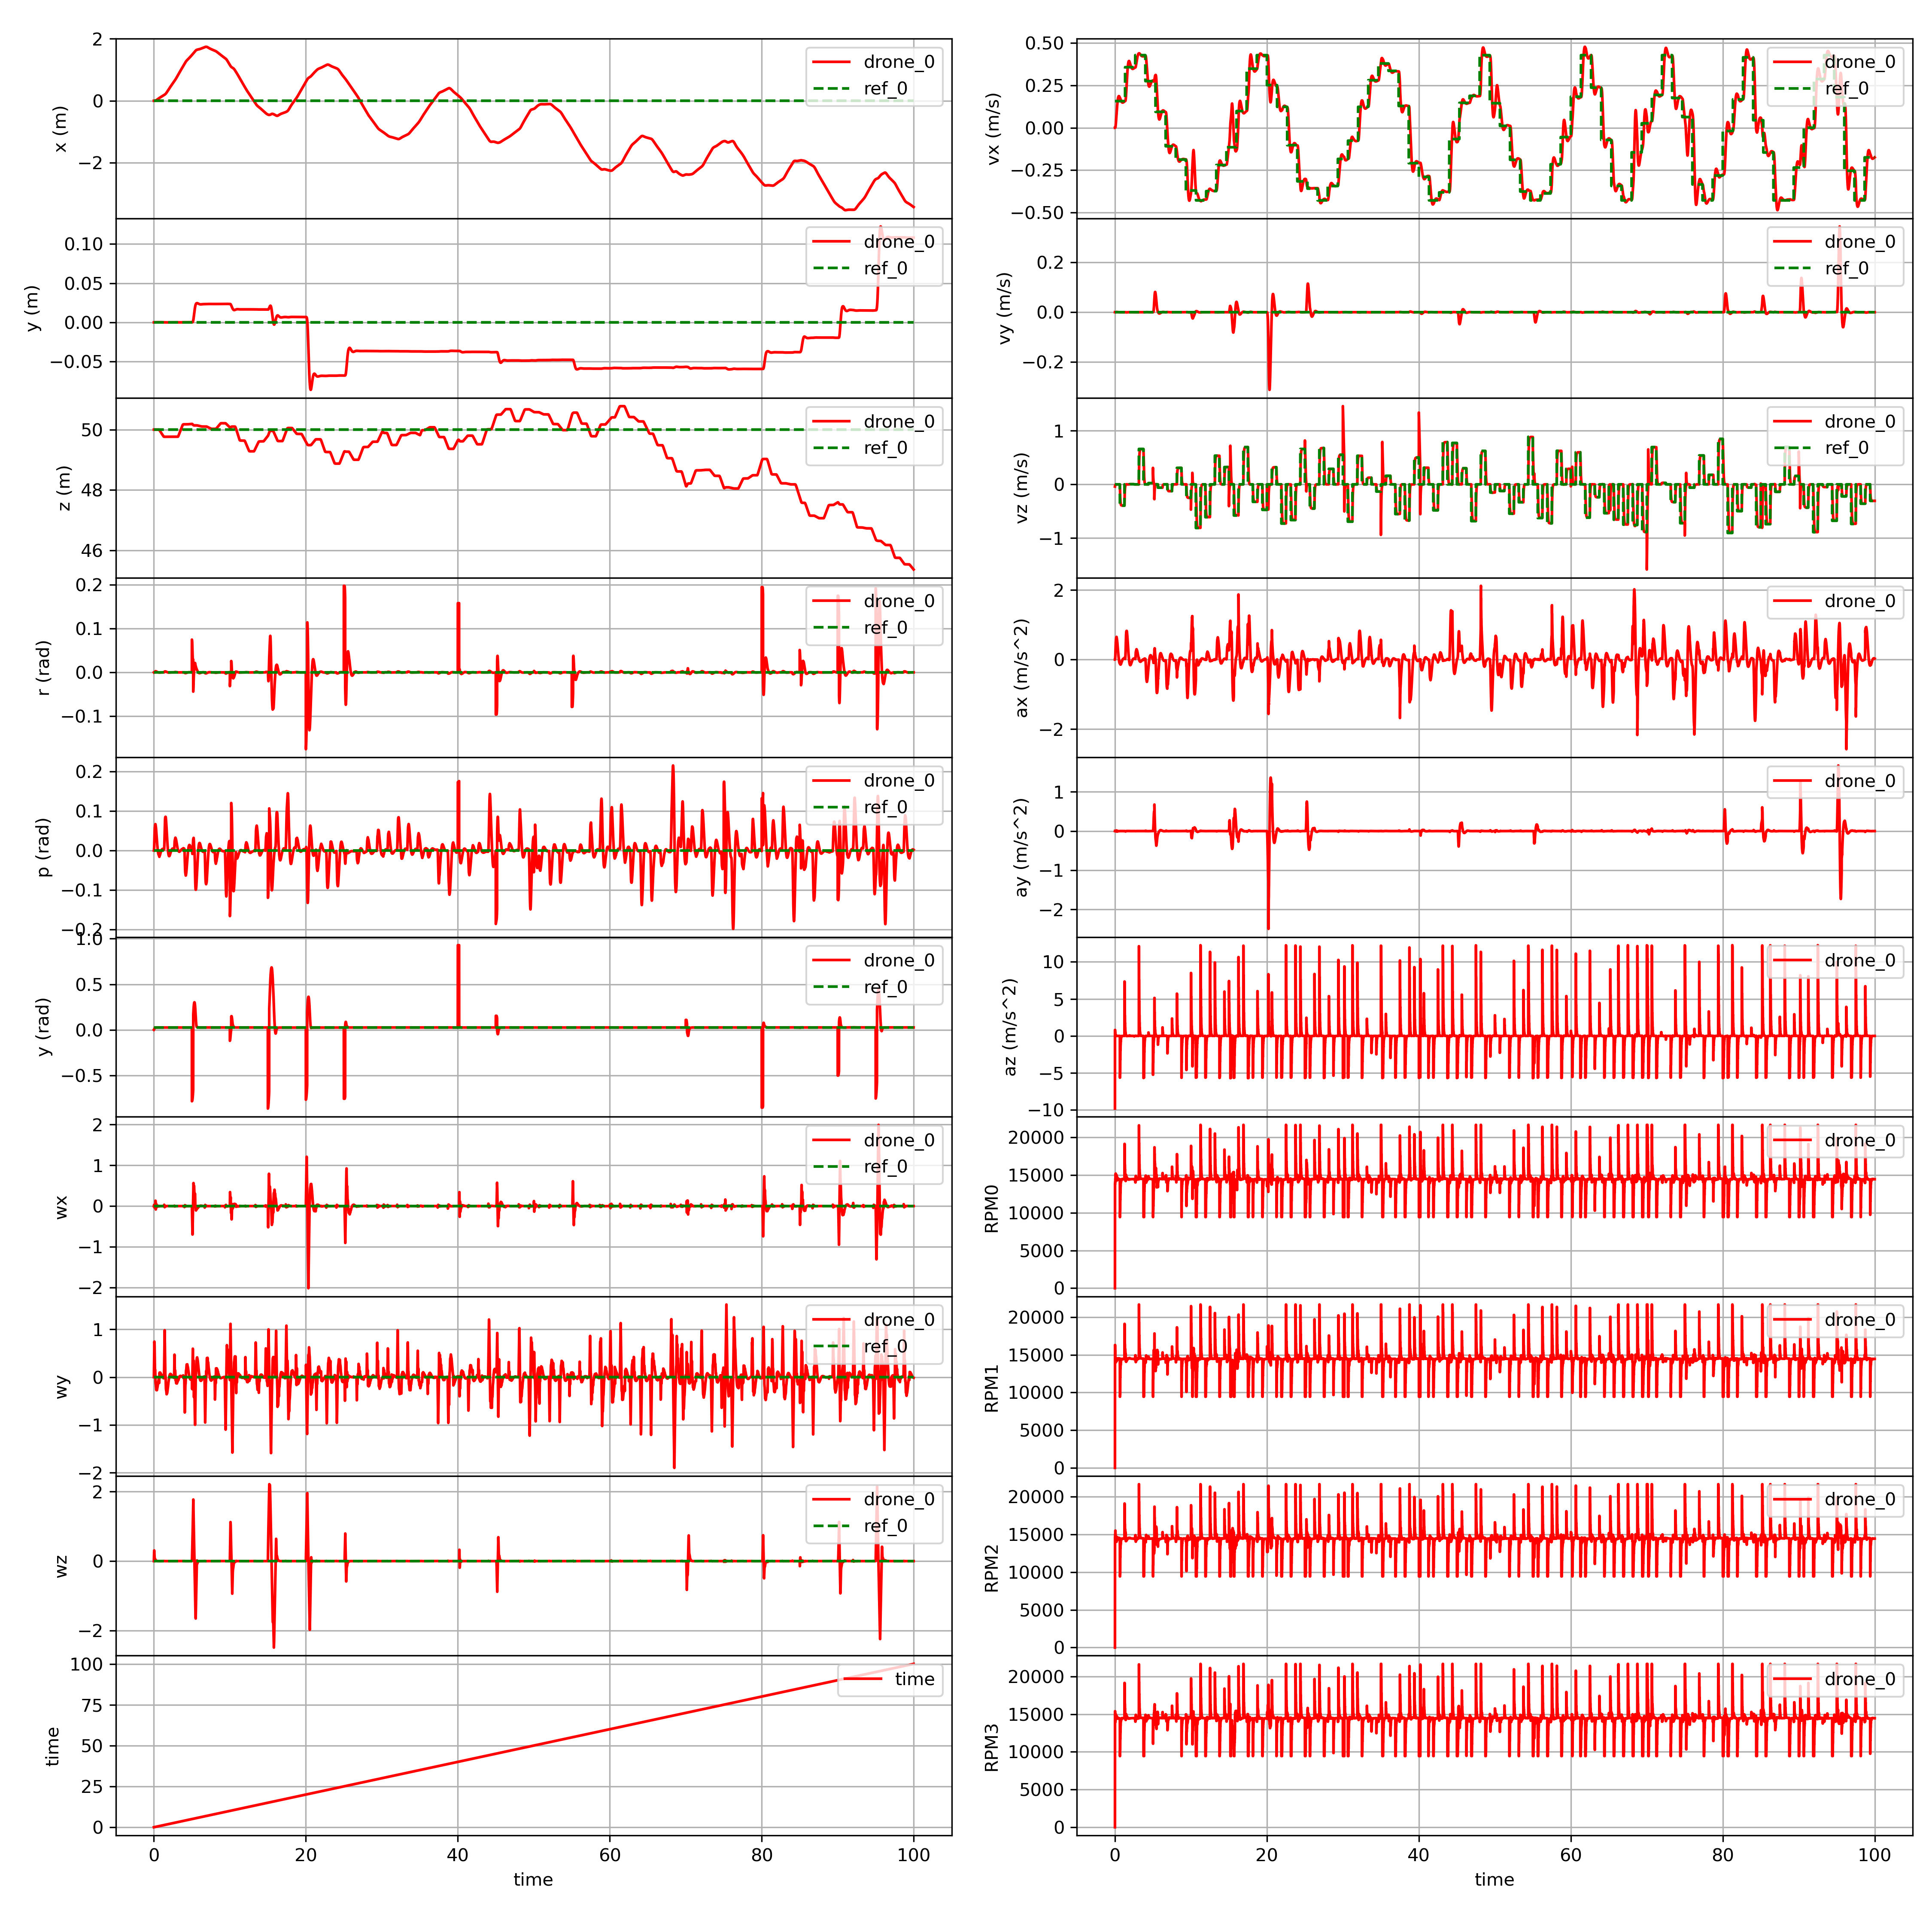 2
0
−2
x (m)
drone_0
ref_0
0.10
0.05
0.00
−0.05
y (m)
drone_0
ref_0
50
48
46
z (m)
drone_0
ref_0
0.2
0.1
0.0
−0.1
r (rad)
drone_0
ref_0
0.2
0.1
0.0
−0.1
−0.2
p (rad)
drone_0
ref_0
1.0
0.5
0.0
−0.5
y (rad)
drone_0
ref_0
2
1
0
−1
−2
wx
drone_0
ref_0
1
0
−1
−2
wy
drone_0
ref_0
2
0
−2
wz
drone_0
ref_0
100
75
50
25
0
time
time
0 20 40 60 80 100
time
0.50
0.25
0.00
−0.25
−0.50
vx (m/s)
drone_0
ref_0
0.2
0.0
−0.2
vy (m/s)
drone_0
ref_0
1
0
−1
vz (m/s)
drone_0
ref_0
2
0
−2
ax (m/s^2)
drone_0
1
0
−1
−2
ay (m/s^2)
drone_0
10
5
0
−5
−10
az (m/s^2)
drone_0
20000
15000
10000
5000
0
RPM0
drone_0
20000
15000
10000
5000
0
RPM1
drone_0
20000
15000
10000
5000
0
RPM2
drone_0
20000
15000
10000
5000
0
RPM3
drone_0
0 20 40 60 80 100
time